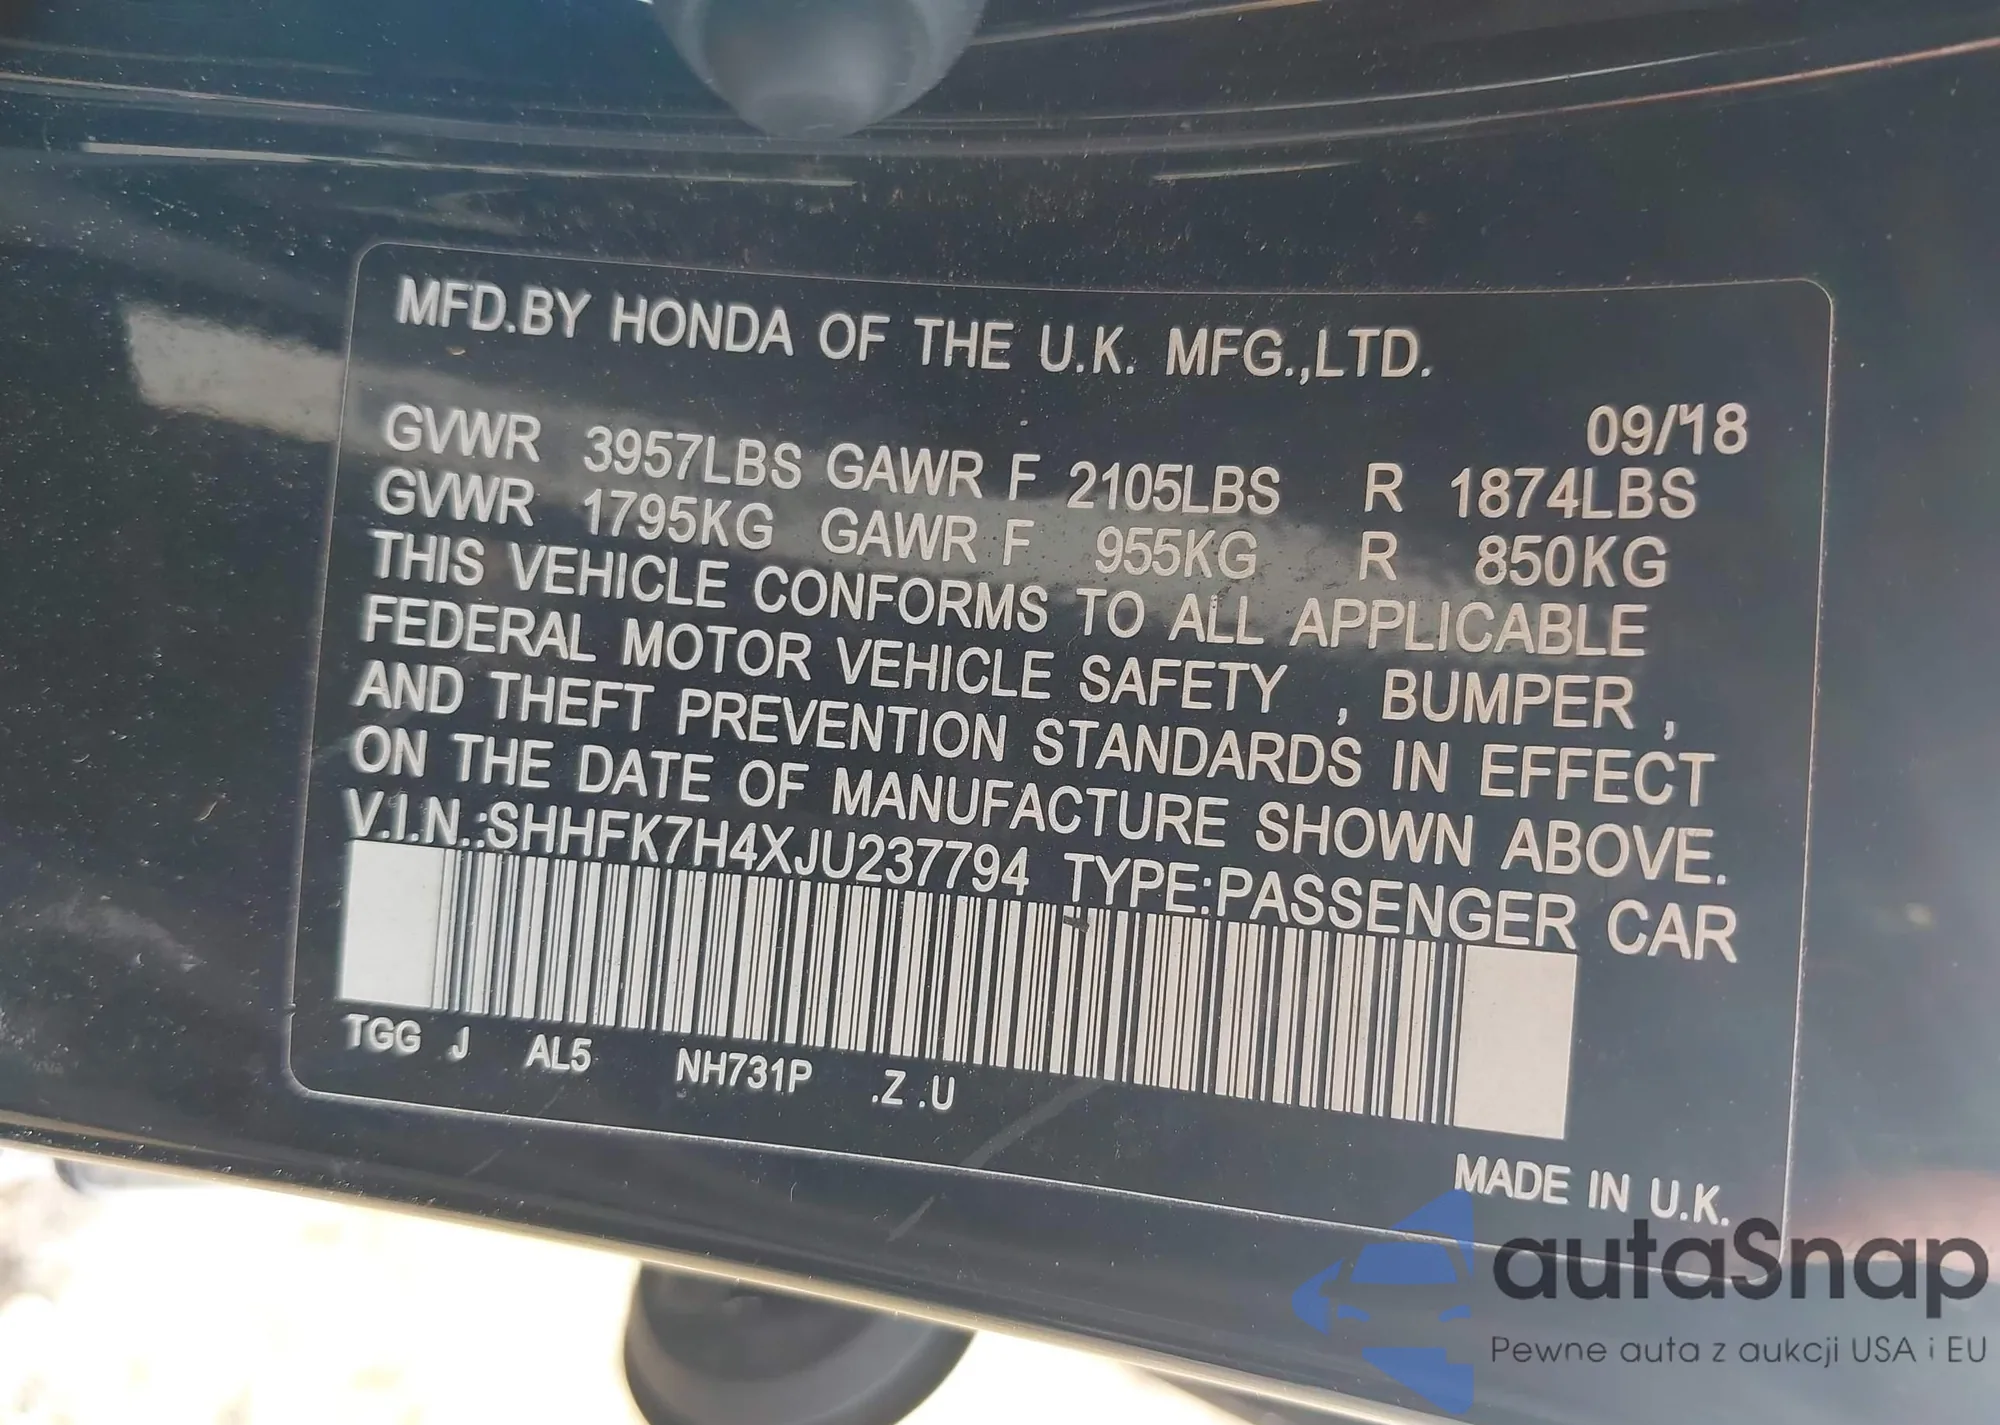 MFD.BY HONDA OF THE U.K. MFG.,LTD.
09/'18
GVWR 3957LBS GAWR F 2105LBS R 1874LBS
GVWR 1795KG GAWR F 955KG R 850KG
THIS VEHICLE CONFORMS TO ALL APPLICABLE
FEDERAL MOTOR VEHICLE SAFETY , BUMPER ,
AND THEFT PREVENTION STANDARDS IN EFFECT
ON THE DATE OF MANUFACTURE SHOWN ABOVE.
V.I.N.:SHHFK7H4XJU237794 TYPE:PASSENGER CAR
TGG J AL5 NH731P .Z .U
MADE IN U.K.
autaSnap
Pewne auta z aukcji USA i EU